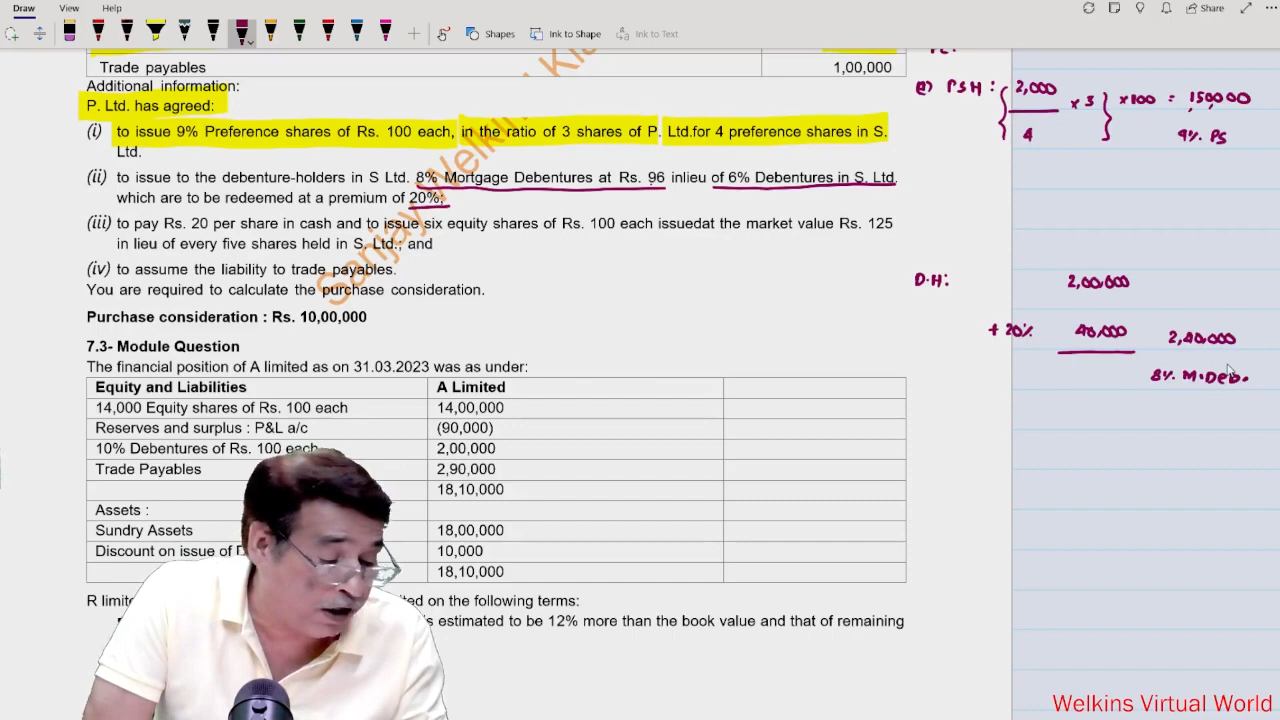 Draw View Help Share
Shapes Ink to Shape Ink to Text
Trade payables 1,00,000
Additional information:
P. Ltd. has agreed:
(i) to issue 9% Preference shares of Rs. 100 each, in the ratio of 3 shares of P. Ltd.for 4 preference shares in S.
Ltd.
(ii) to issue to the debenture-holders in S Ltd. 8% Mortgage Debentures at Rs. 96 inlieu of 6% Debentures in S. Ltd.
which are to be redeemed at a premium of 20%;
(iii) to pay Rs. 20 per share in cash and to issue six equity shares of Rs. 100 each issuedat the market value Rs. 125
in lieu of every five shares held in S. Ltd.; and
(iv) to assume the liability to trade payables.
You are required to calculate the purchase consideration.
Purchase consideration : Rs. 10,00,000
7.3- Module Question
The financial position of A limited as on 31.03.2023 was as under:
Equity and Liabilities A Limited
14,000 Equity shares of Rs. 100 each 14,00,000
Reserves and surplus : P&L a/c (90,000)
10% Debentures of Rs. 100 each 2,00,000
Trade Payables 2,90,000
18,10,000
Assets :
Sundry Assets 18,00,000
Discount on issue of 10,000
18,10,000
R limited on the following terms:
is estimated to be 12% more than the book value and that of remaining
a) PSH : { 2,000 / 4 × 3 } × 100 = 1,50,000
9% PS
D.H: 2,00,000
+ 20% 40,000 2,40,000
8% M.Deb.
Sanjay Welkin
Welkins Virtual World